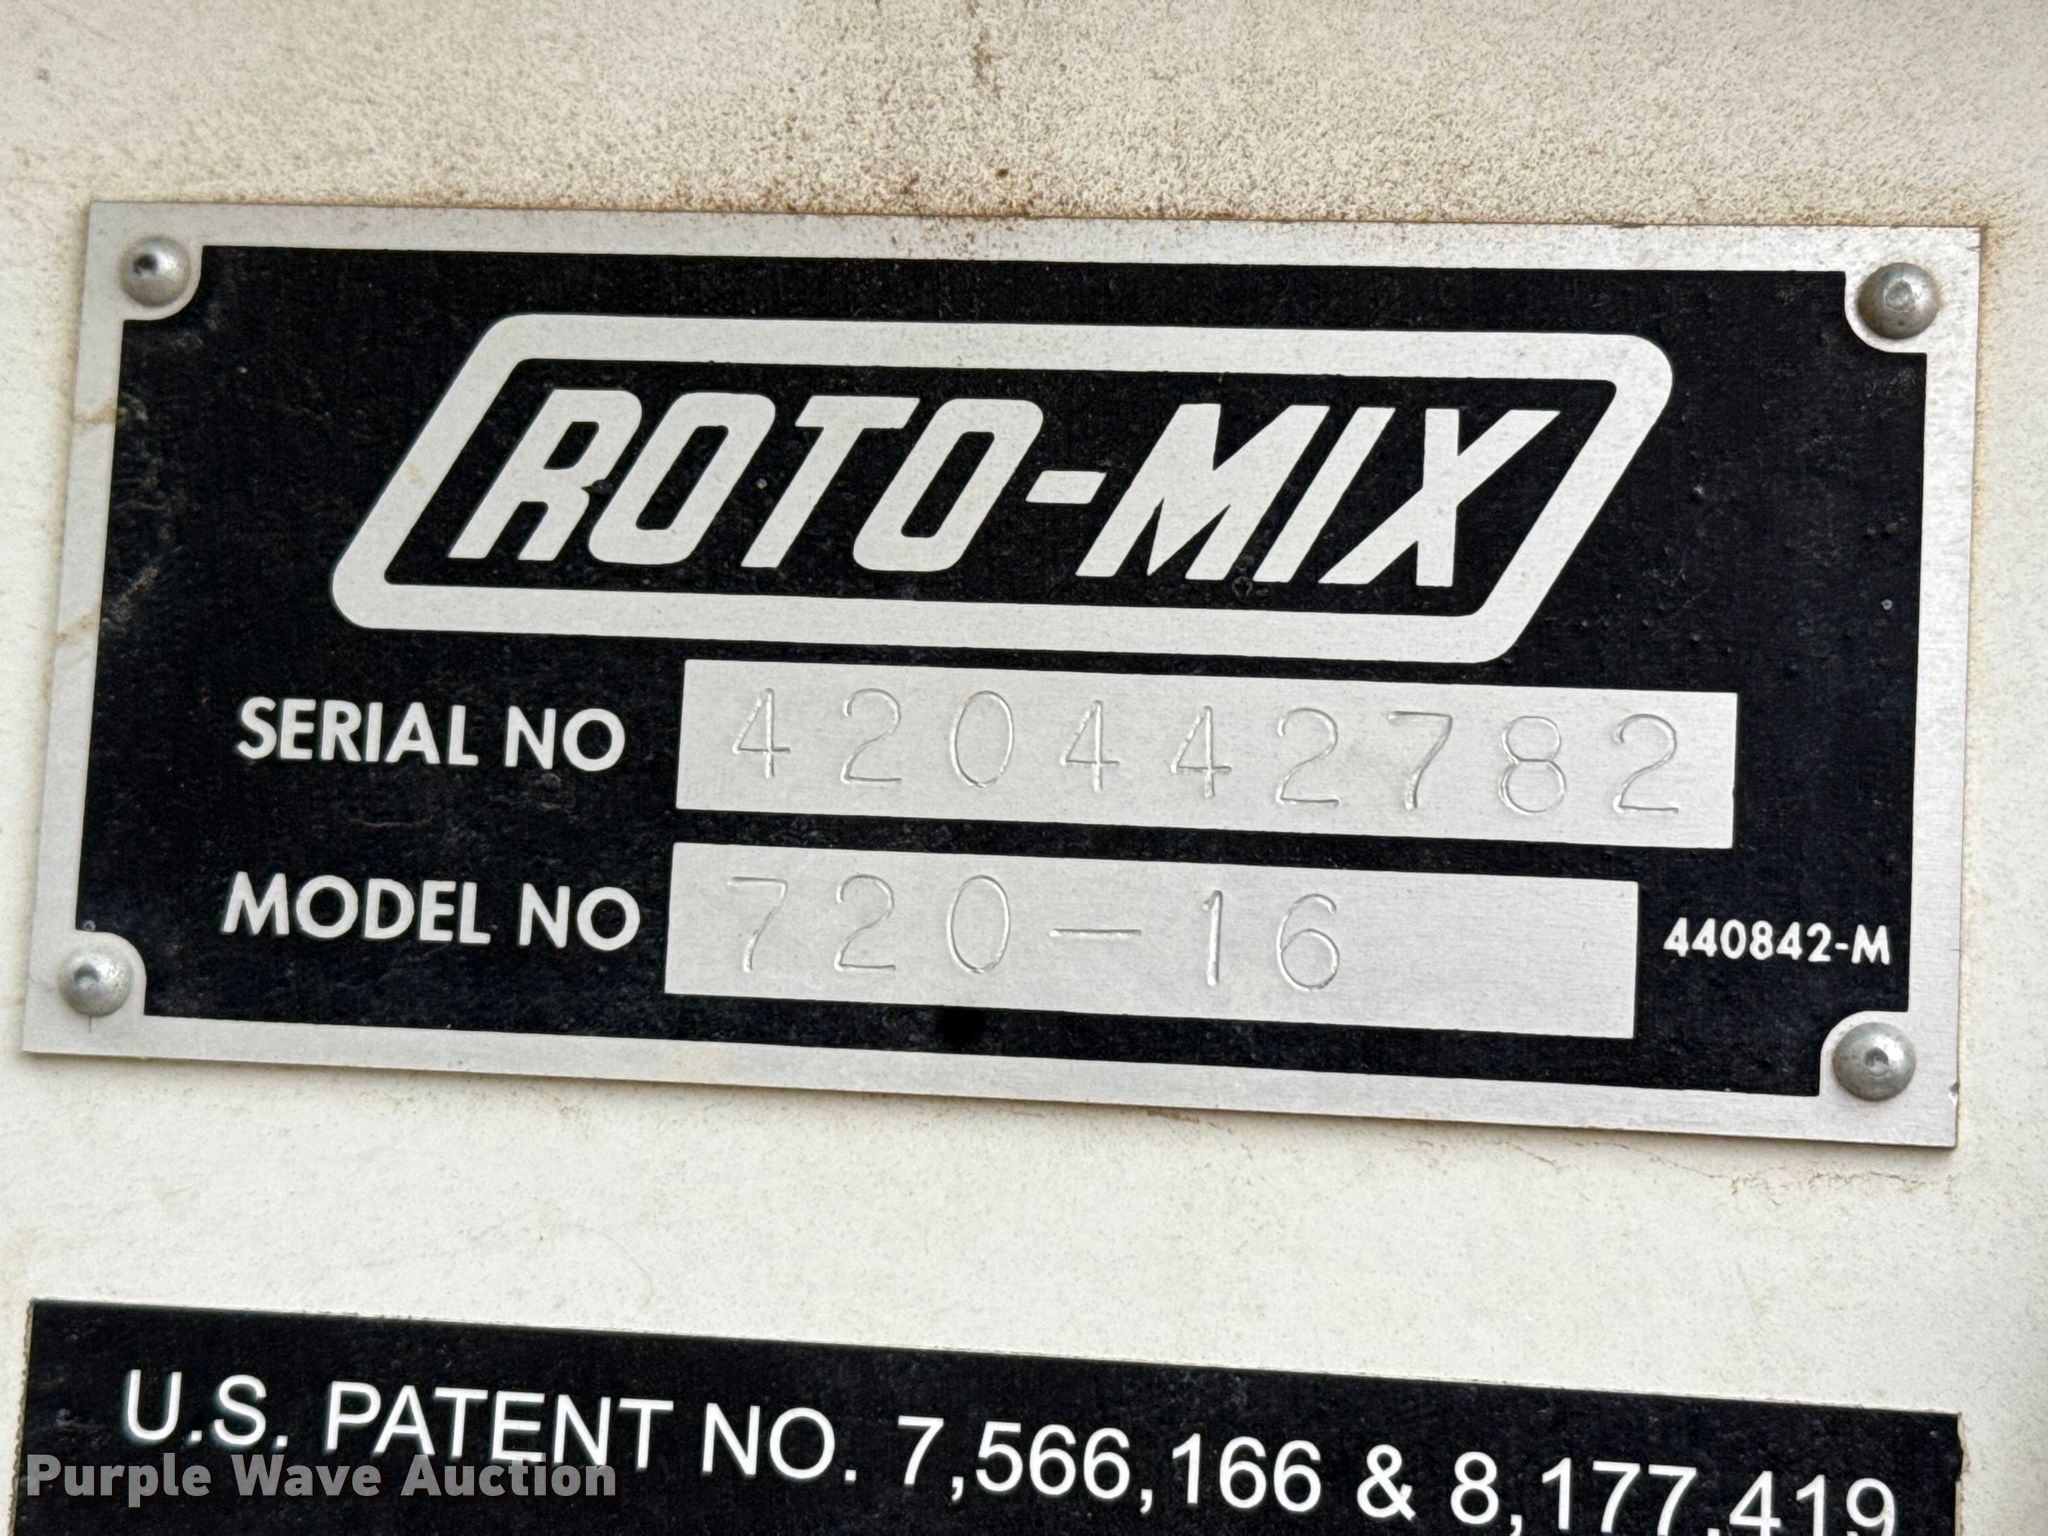 ROTO-MIX
SERIAL NO 420442782
MODEL NO 720-16
440842-M
U.S. PATENT NO. 7,566,166 & 8,177,419
Purple Wave Auction